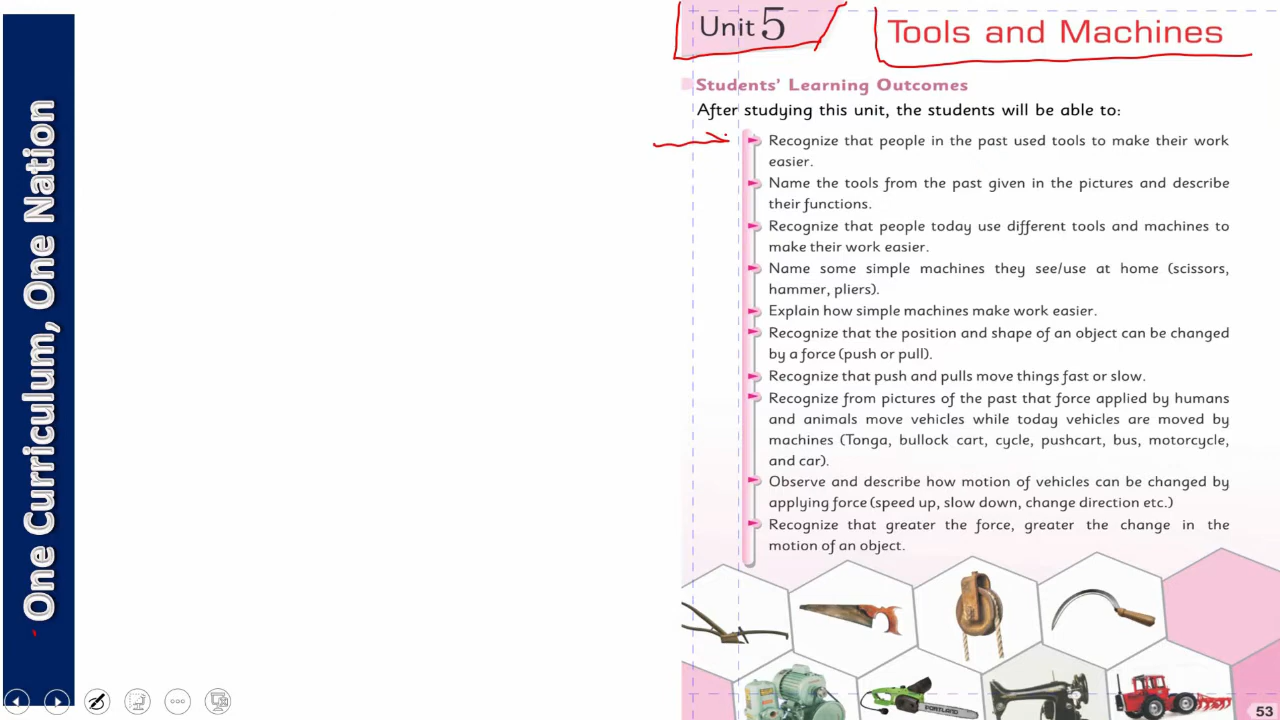 One Curriculum, One Nation
Unit 5
Tools and Machines
Students' Learning Outcomes
After studying this unit, the students will be able to:
Recognize that people in the past used tools to make their work
easier.
Name the tools from the past given in the pictures and describe
their functions.
Recognize that people today use different tools and machines to
make their work easier.
Name some simple machines they see/use at home (scissors,
hammer, pliers).
Explain how simple machines make work easier.
Recognize that the position and shape of an object can be changed
by a force (push or pull).
Recognize that push and pulls move things fast or slow.
Recognize from pictures of the past that force applied by humans
and animals move vehicles while today vehicles are moved by
machines (Tonga, bullock cart, cycle, pushcart, bus, motorcycle,
and car).
Observe and describe how motion of vehicles can be changed by
applying force (speed up, slow down, change direction etc.)
Recognize that greater the force, greater the change in the
motion of an object.
PORTLAND
53